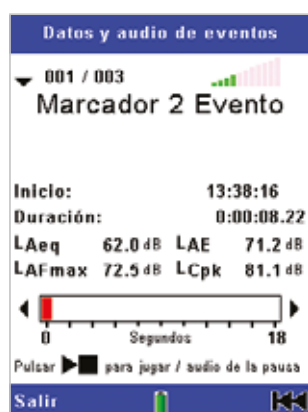 Datos y audio de eventos
001 / 003
Marcador 2 Evento
Inicio: 13:38:16
Duración: 0:00:08.22
LAeq 62.0 dB LAE 71.2 dB
LAFmax 72.5 dB LCpk 81.1 dB
0 Segundos 18
Pulsar para jugar / audio de la pausa
Salir